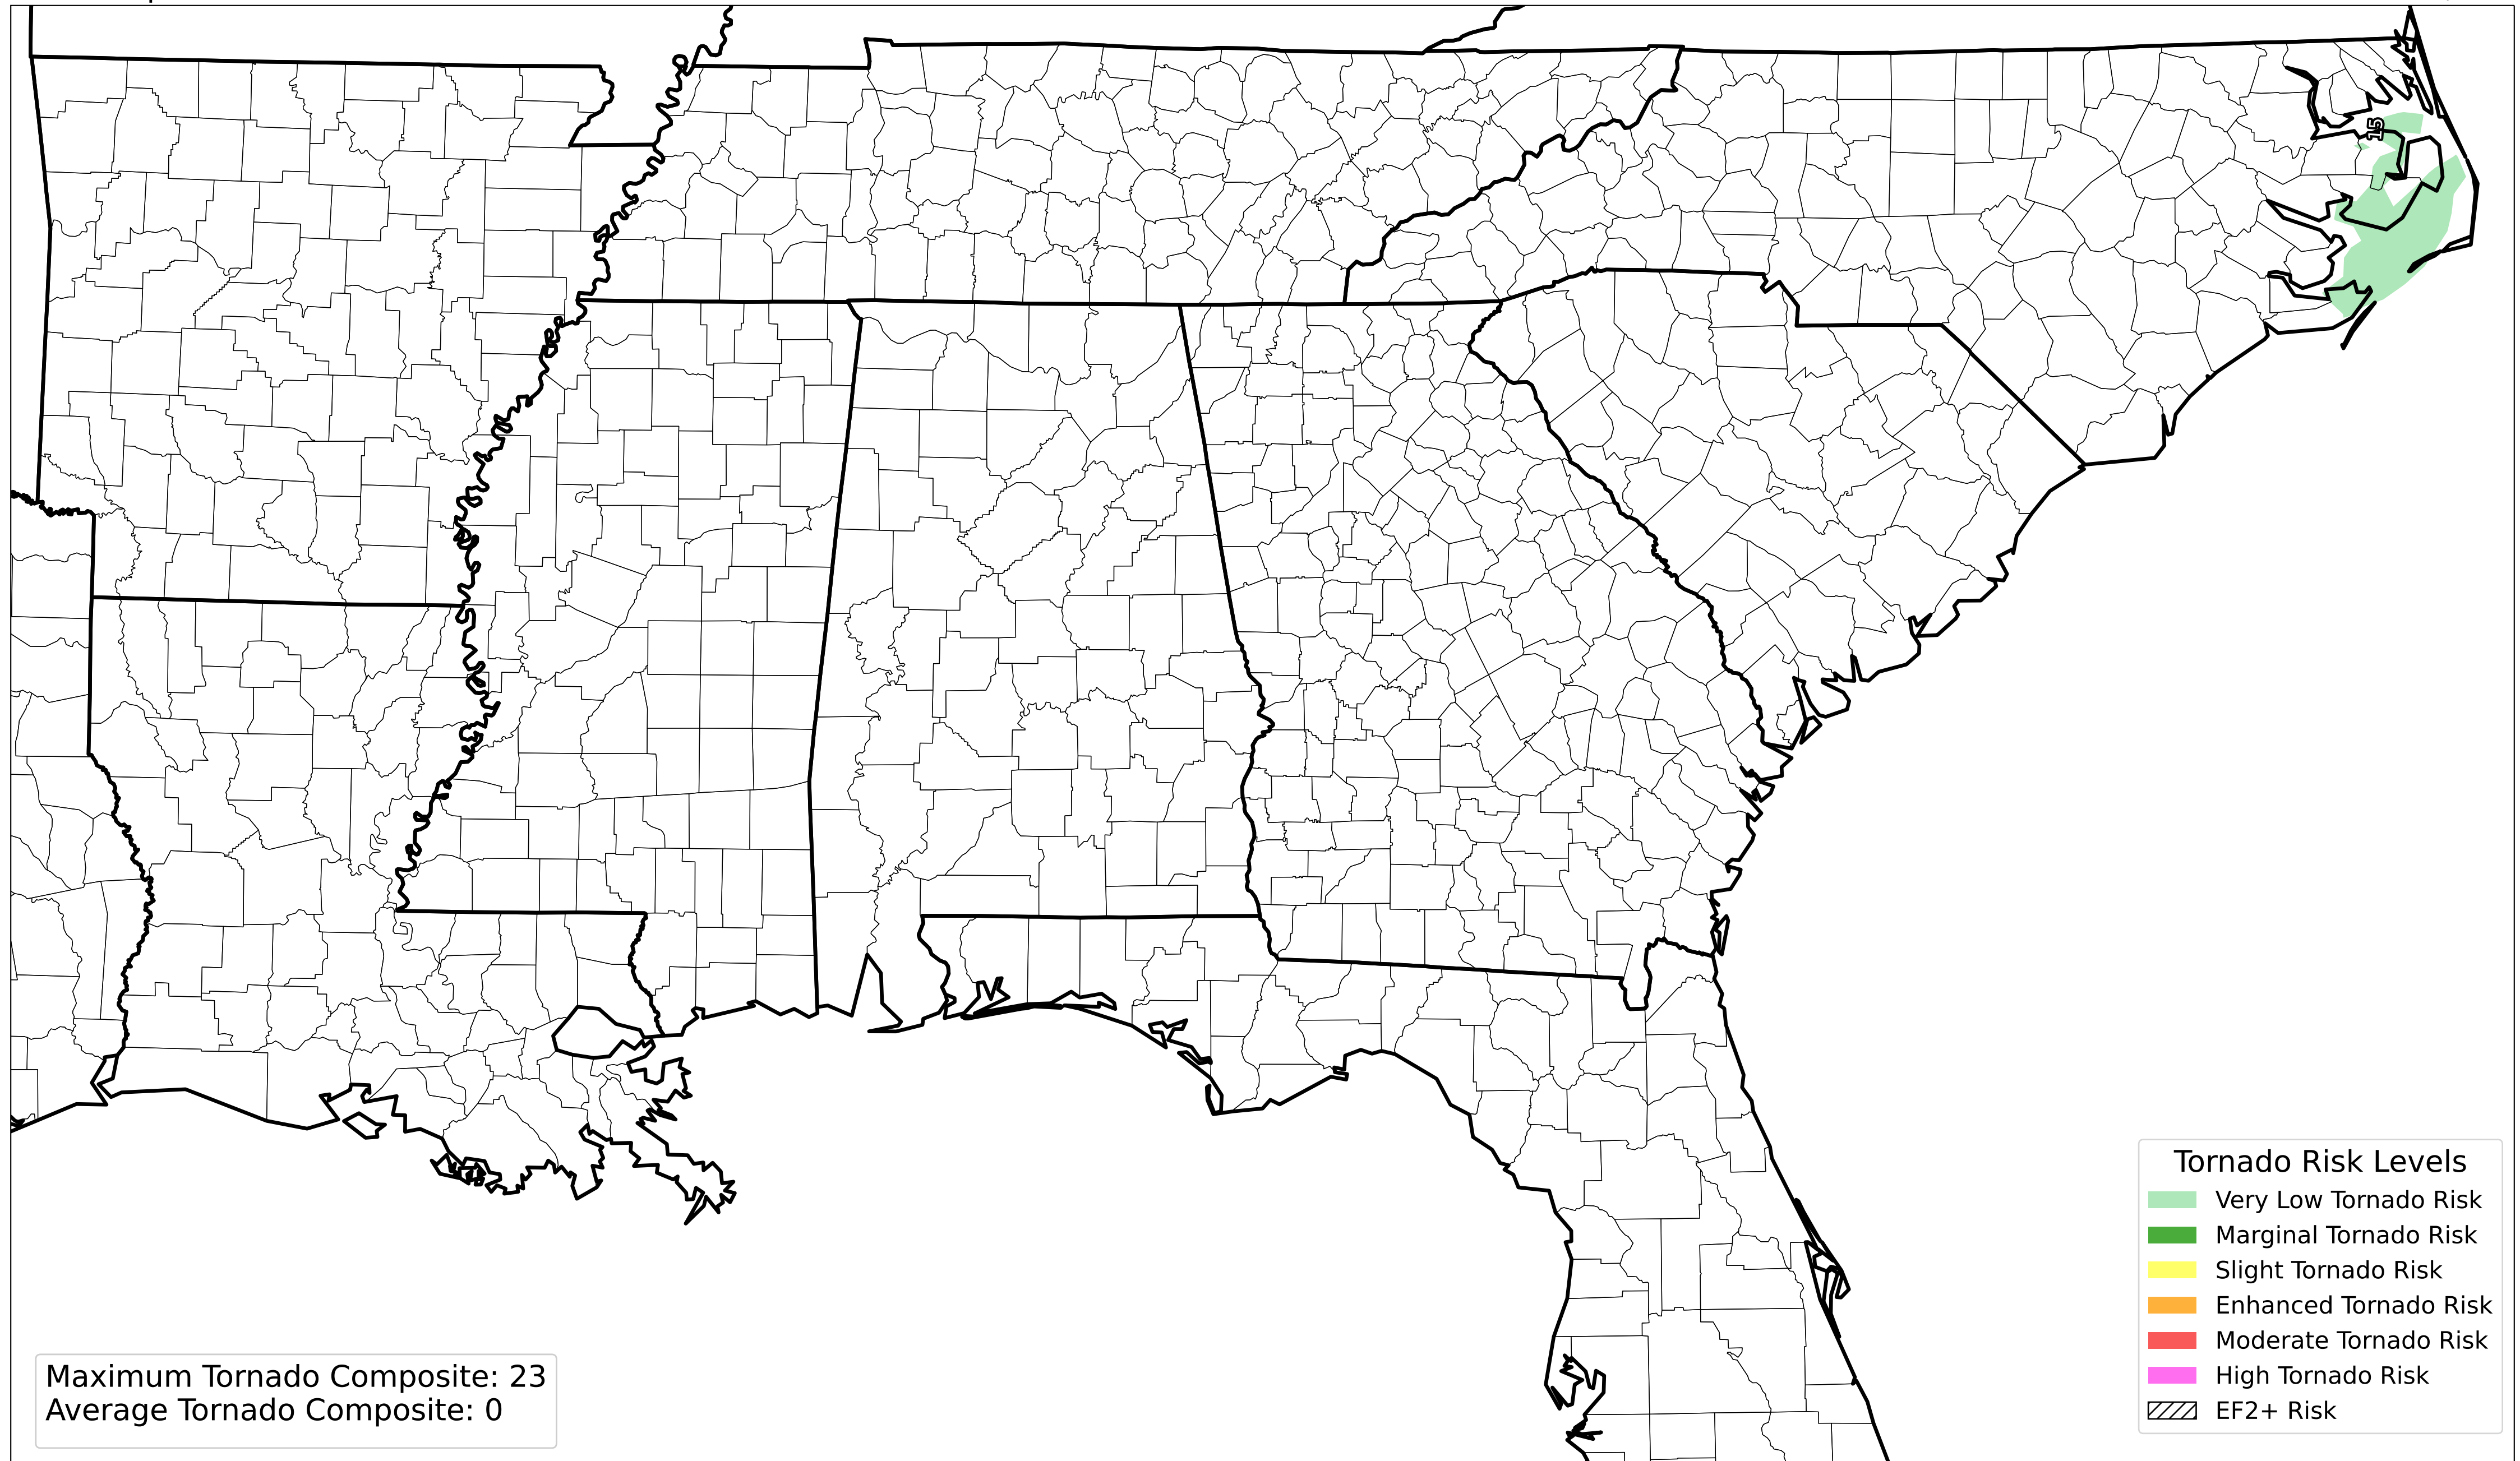 15
Tornado Risk Levels
Very Low Tornado Risk
Marginal Tornado Risk
Slight Tornado Risk
Enhanced Tornado Risk
Moderate Tornado Risk
High Tornado Risk
EF2+ Risk
Maximum Tornado Composite: 23
Average Tornado Composite: 0